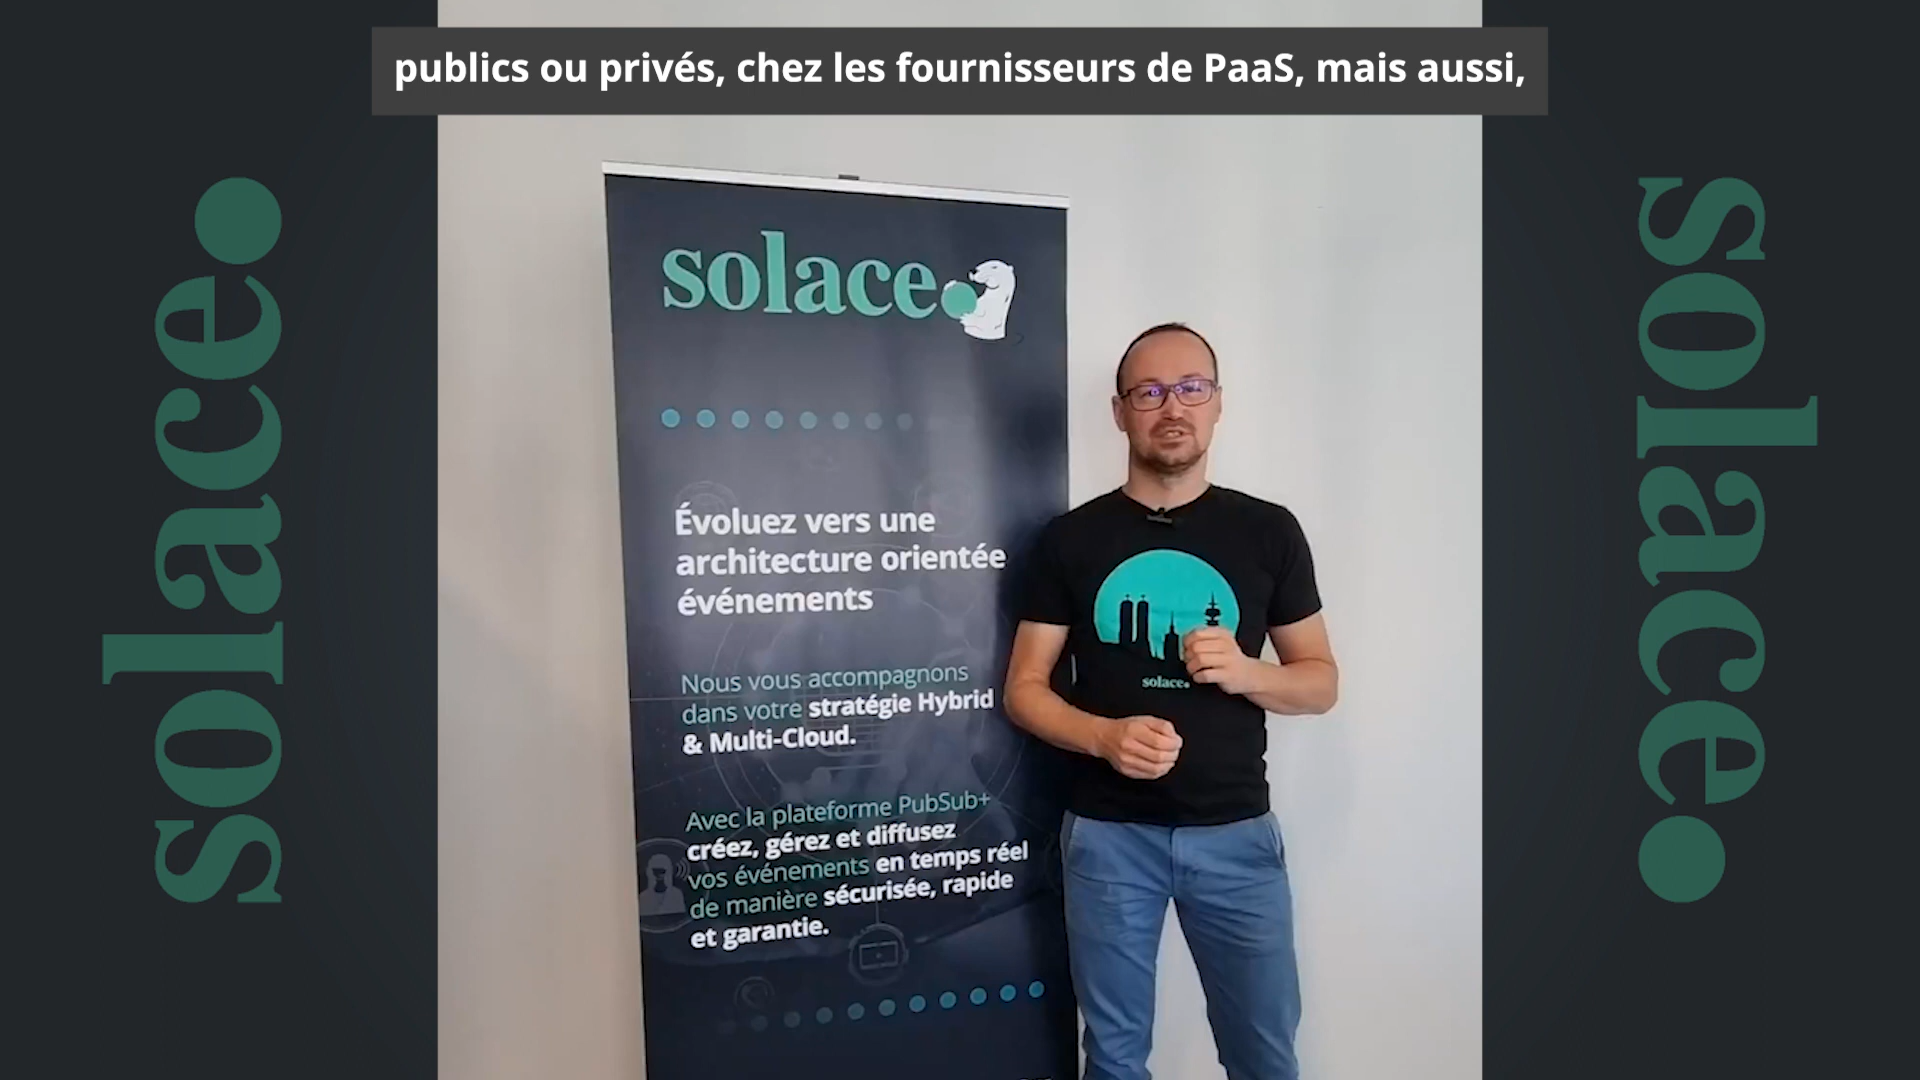 publics ou privés, chez les fournisseurs de PaaS, mais aussi,
solace
solace
Évoluez vers une
architecture orientée
événements
Nous vous accompagnons
dans votre stratégie Hybrid
& Multi-Cloud.
Avec la plateforme PubSub+
créez, gérez et diffusez
vos événements en temps réel
de manière sécurisée, rapide
et garantie.
solace
solace